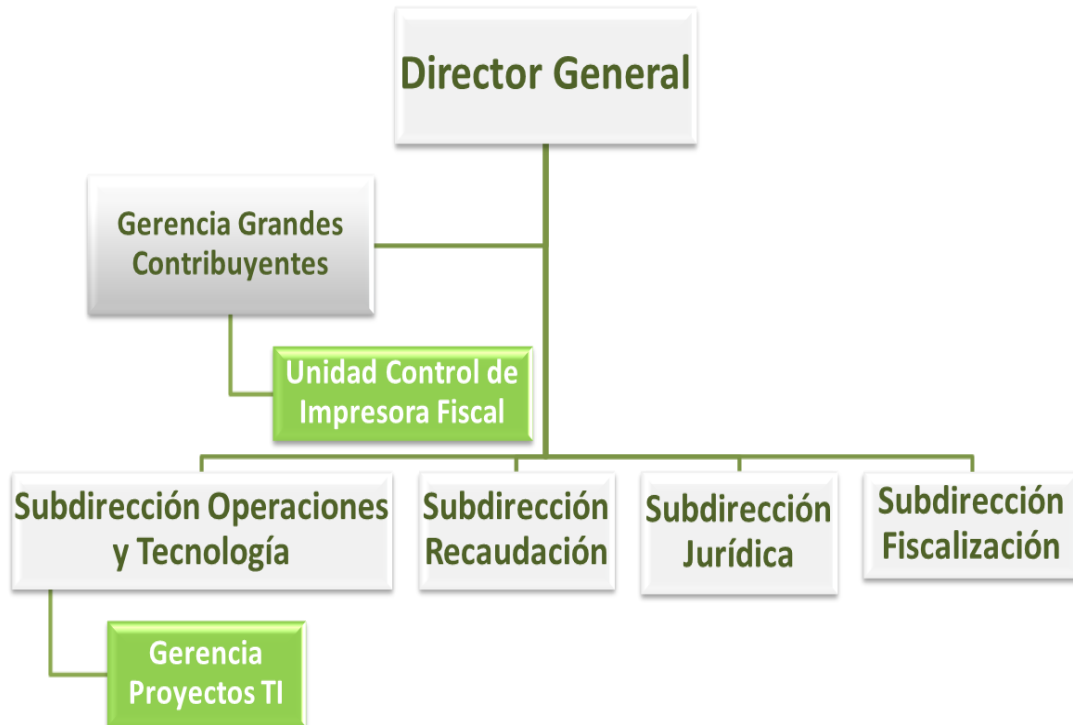 Director General
Gerencia Grandes
Contribuyentes
Unidad Control de
Impresora Fiscal
Subdirección Operaciones
y Tecnología
Subdirección
Recaudación
Subdirección
Jurídica
Subdirección
Fiscalización
Gerencia
Proyectos TI